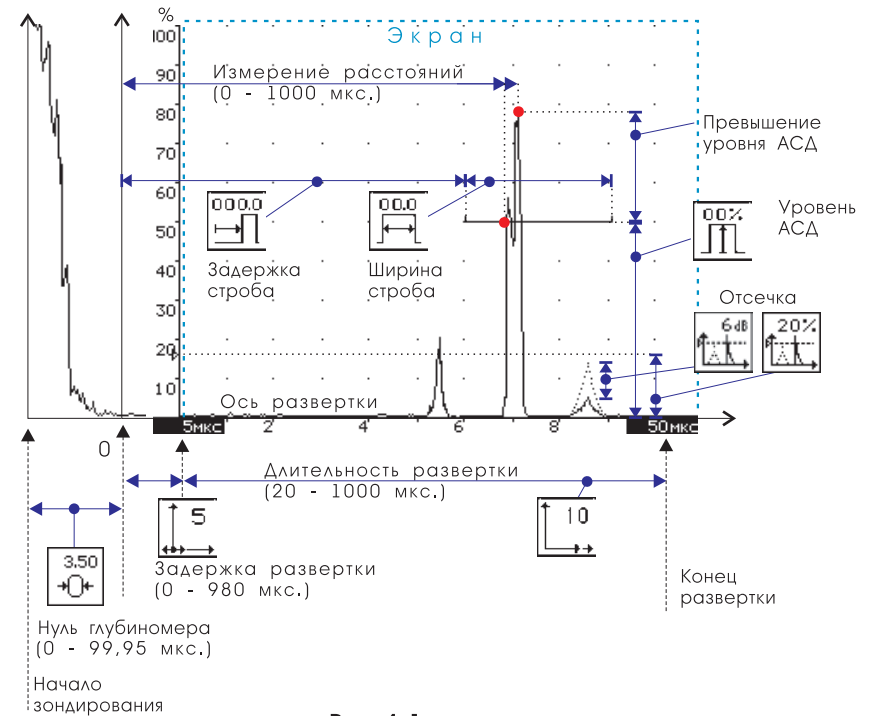 %
Экран
100
90
80
70
60
50
40
30
20
10
Измерение расстояний
(0 - 1000 мкс.)
Превышение
уровня АСД
000.0
00.0
00%
Уровень
АСД
Задержка
строба
Ширина
строба
Отсечка
6dB
20%
Ось развертки
5мкс
2
4
6
8
50мкс
0
Длительность развертки
(20 - 1000 мкс.)
5
10
3.50
Задержка развертки
(0 - 980 мкс.)
Конец
развертки
Нуль глубиномера
(0 - 99,95 мкс.)
Начало
зондирования